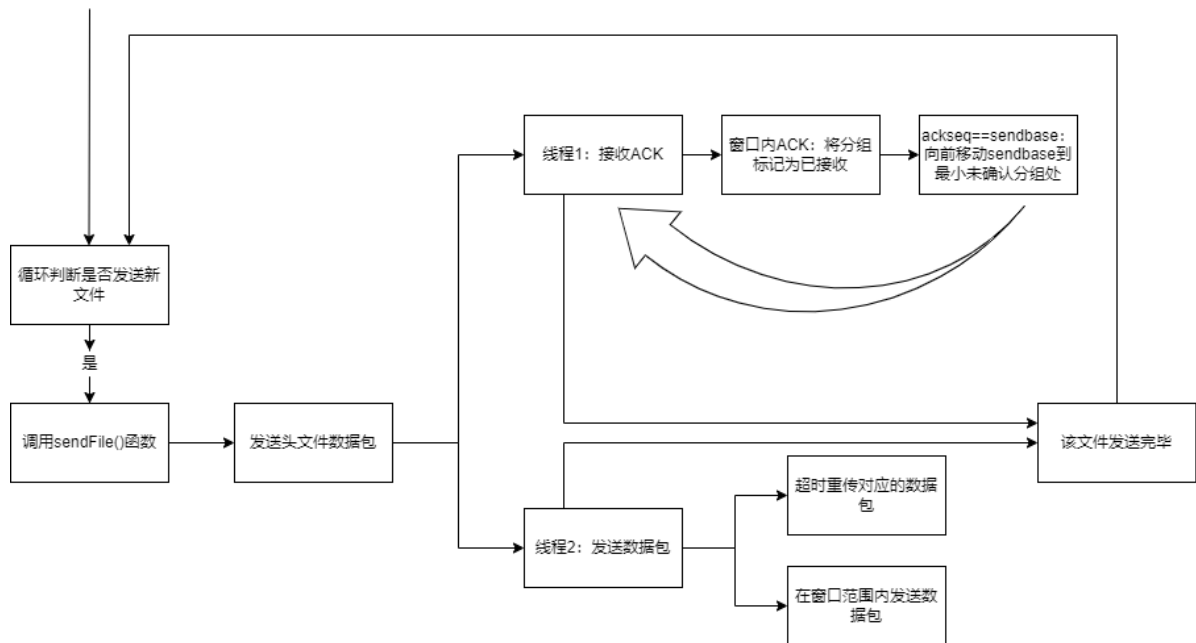 线程1：接收ACK
窗口内ACK：将分组
标记为已接收
ackseq==sendbase：
向前移动sendbase到
最小未确认分组处
循环判断是否发送新
文件
是
调用sendFile()函数
发送头文件数据包
该文件发送完毕
超时重传对应的数据
包
线程2：发送数据包
在窗口范围内发送数据
包